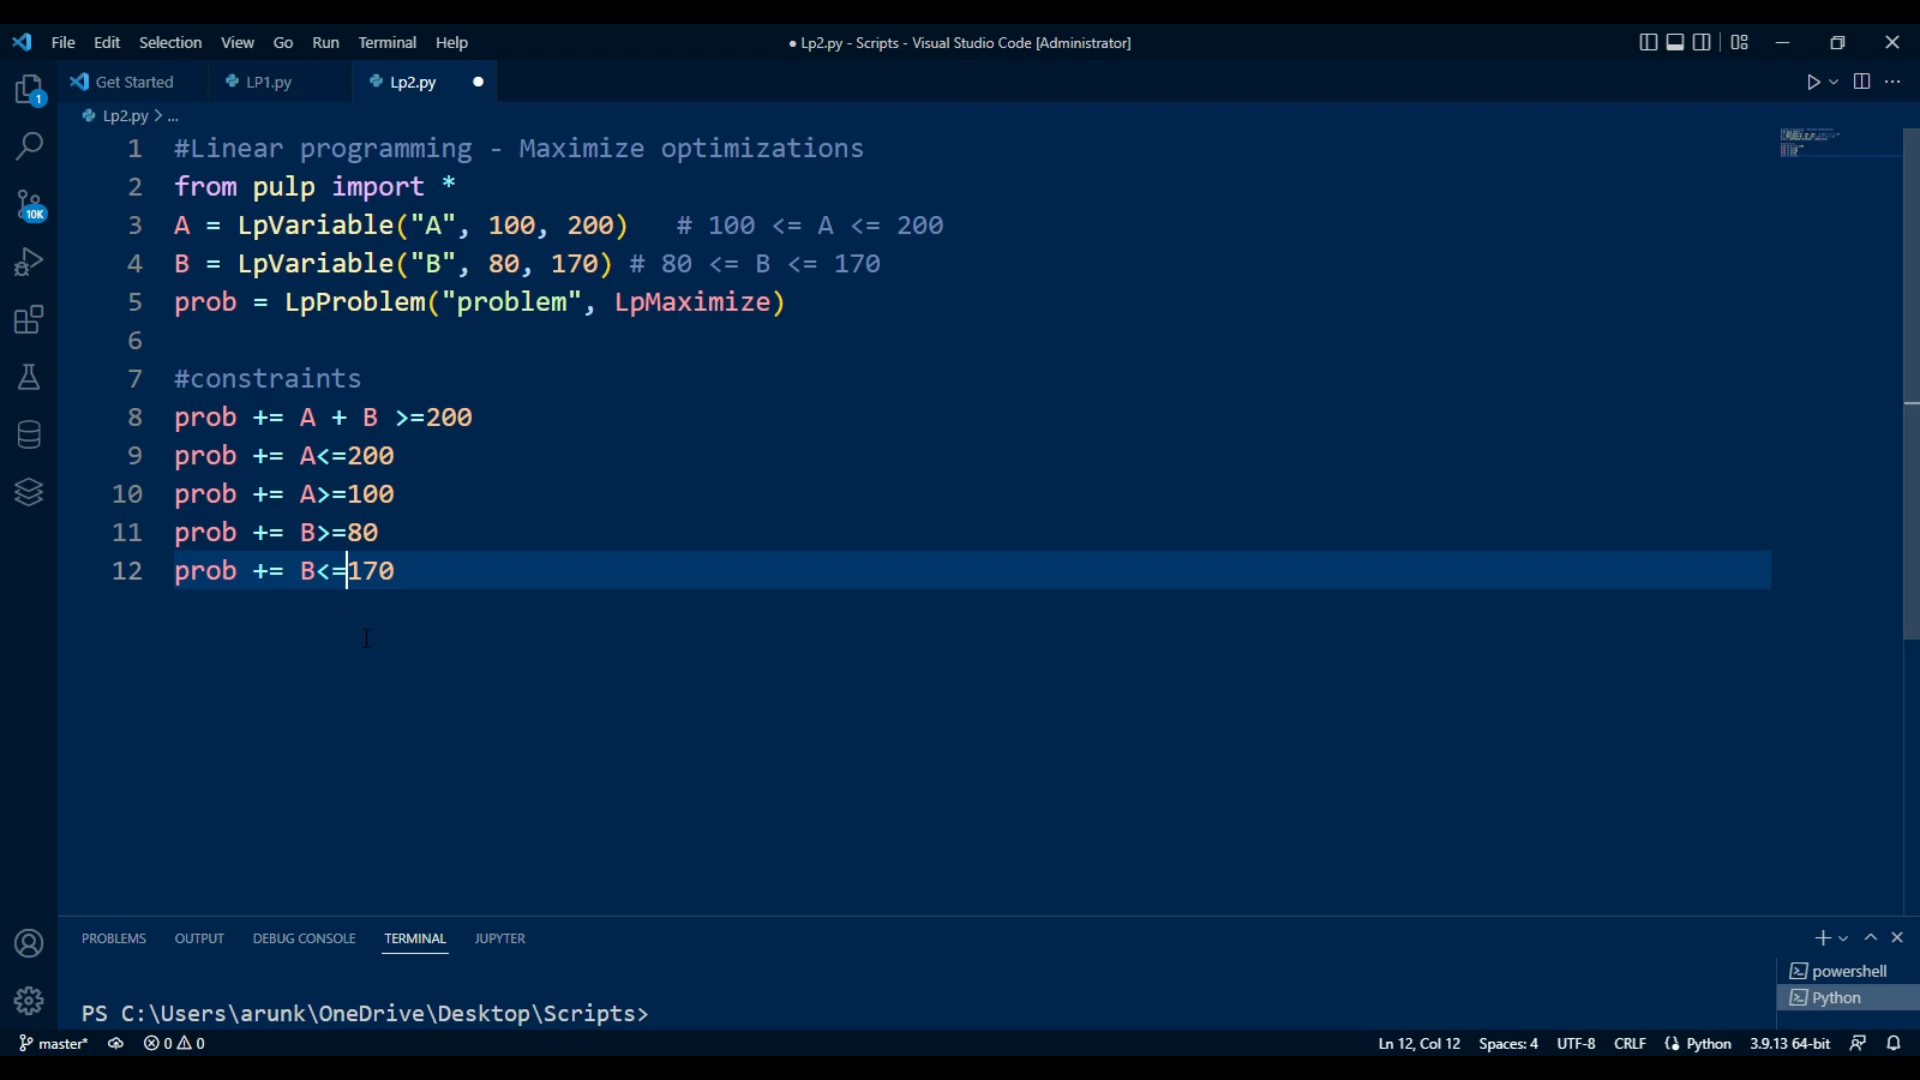 File Edit Selection View Go Run Terminal Help
● Lp2.py - Scripts - Visual Studio Code [Administrator]
Get Started LP1.py Lp2.py
Lp2.py > ...
1 #Linear programming - Maximize optimizations
2 from pulp import *
3 A = LpVariable("A", 100, 200)   # 100 <= A <= 200
4 B = LpVariable("B", 80, 170) # 80 <= B <= 170
5 prob = LpProblem("problem", LpMaximize)
6
7 #constraints
8 prob += A + B >=200
9 prob += A<=200
10 prob += A>=100
11 prob += B>=80
12 prob += B<=170
1
10K
PROBLEMS OUTPUT DEBUG CONSOLE TERMINAL JUPYTER
powershell
Python
PS C:\Users\arunk\OneDrive\Desktop\Scripts>
master* 0 0 Ln 12, Col 12 Spaces: 4 UTF-8 CRLF Python 3.9.13 64-bit